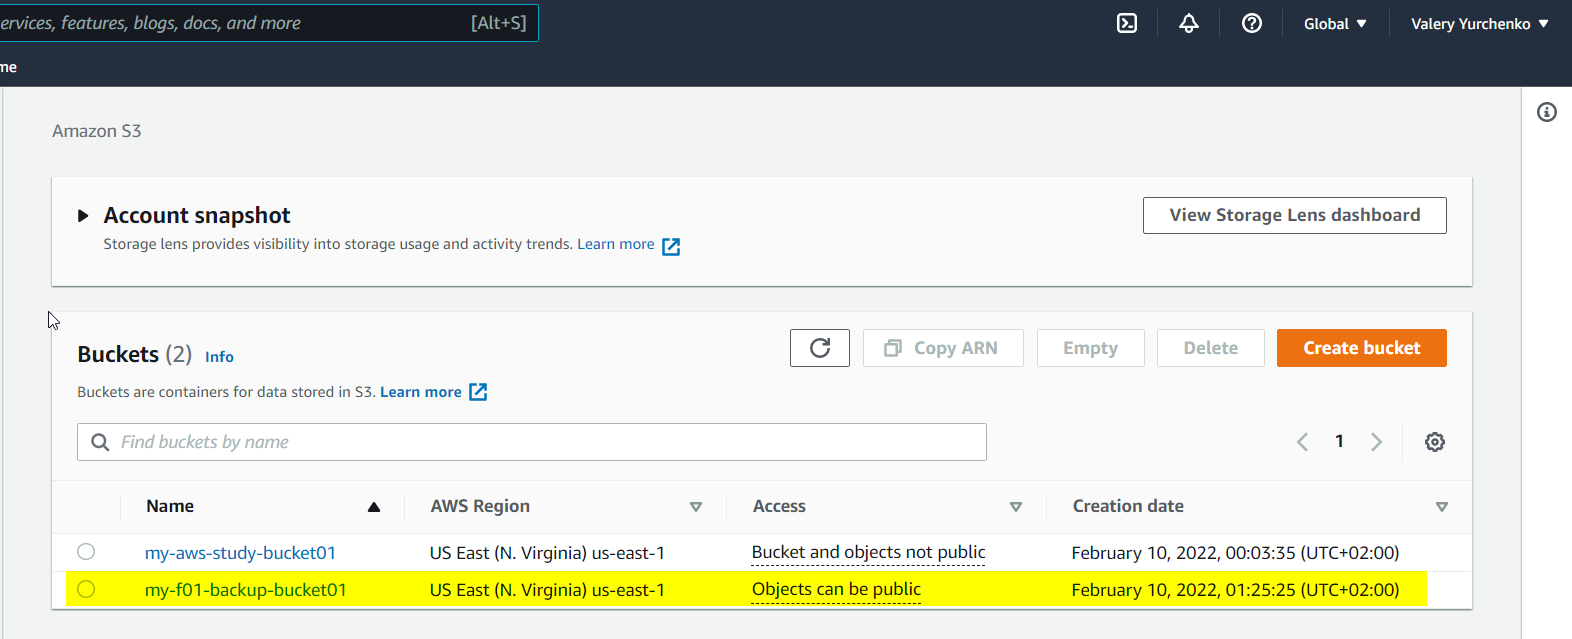 ervices, features, blogs, docs, and more [Alt+S] Global Valery Yurchenko
me
Amazon S3
Account snapshot View Storage Lens dashboard
Storage lens provides visibility into storage usage and activity trends. Learn more
Buckets (2) Info Copy ARN Empty Delete Create bucket
Buckets are containers for data stored in S3. Learn more
Find buckets by name 1
Name AWS Region Access Creation date
my-aws-study-bucket01 US East (N. Virginia) us-east-1 Bucket and objects not public February 10, 2022, 00:03:35 (UTC+02:00)
my-f01-backup-bucket01 US East (N. Virginia) us-east-1 Objects can be public February 10, 2022, 01:25:25 (UTC+02:00)